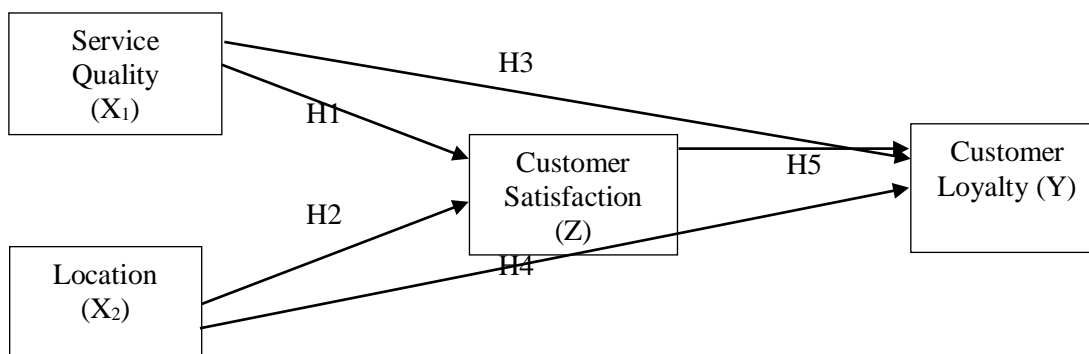 Service
Quality
(X₁)
H3
H1
Customer
Satisfaction
(Z)
H5
Customer
Loyalty (Y)
H2
Location
(X₂)
H4